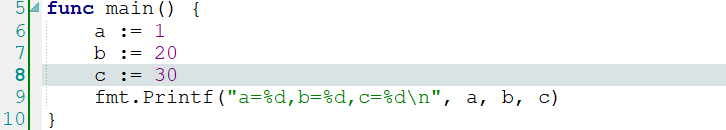 5 func main() {
6 a := 1
7 b := 20
8 c := 30
9 fmt.Printf("a=%d,b=%d,c=%d\n", a, b, c)
10 }